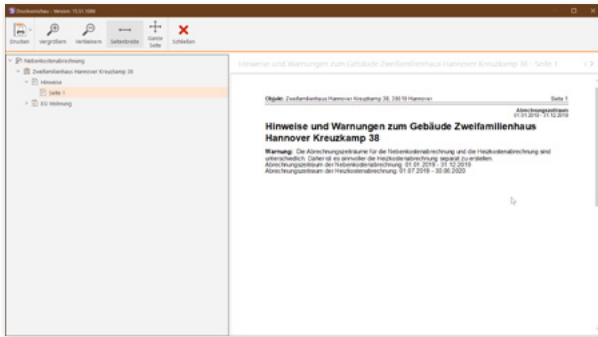 Druckvorschau - Version: 15.51.1086
Drucken
Vergrößern
Verkleinern
Seitenbreite
Ganze
Seite
Schließen
Nebenkostenabrechnung
Zweifamilienhaus Hannover Kreuzkamp 38
Hinweise
Seite 1
EG Wohnung
Hinweise und Warnungen zum Gebäude Zweifamilienhaus Hannover Kreuzkamp 38 - Seite 1
Objekt: Zweifamilienhaus Hannover Kreuzkamp 38, 30519 Hannover Seite 1
Abrechnungszeitraum
01.01.2019 - 31.12.2019
Hinweise und Warnungen zum Gebäude Zweifamilienhaus
Hannover Kreuzkamp 38
Warnung: Die Abrechnungszeiträume für die Nebenkostenabrechnung und die Heizkostenabrechnung sind
unterschiedlich. Daher ist es sinnvoller die Heizkostenabrechnung separat zu erstellen.
Abrechnungszeitraum der Nebenkostenabrechnung: 01.01.2019 - 31.12.2019
Abrechnungszeitraum der Heizkostenabrechnung: 01.07.2019 - 30.06.2020